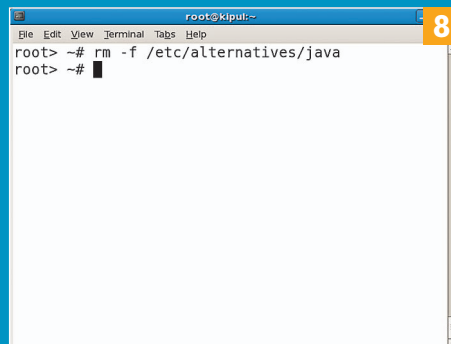 root@kipul:~
8
File Edit View Terminal Tabs Help
root> ~# rm -f /etc/alternatives/java
root> ~#